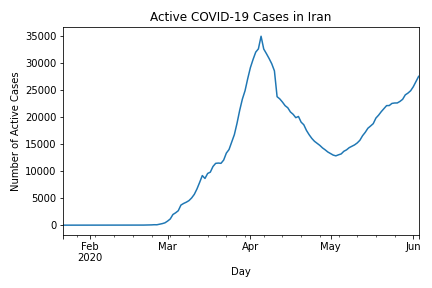 Active COVID-19 Cases in Iran
35000
30000
25000
20000
15000
10000
5000
0
Number of Active Cases
Feb
2020
Mar
Apr
May
Jun
Day